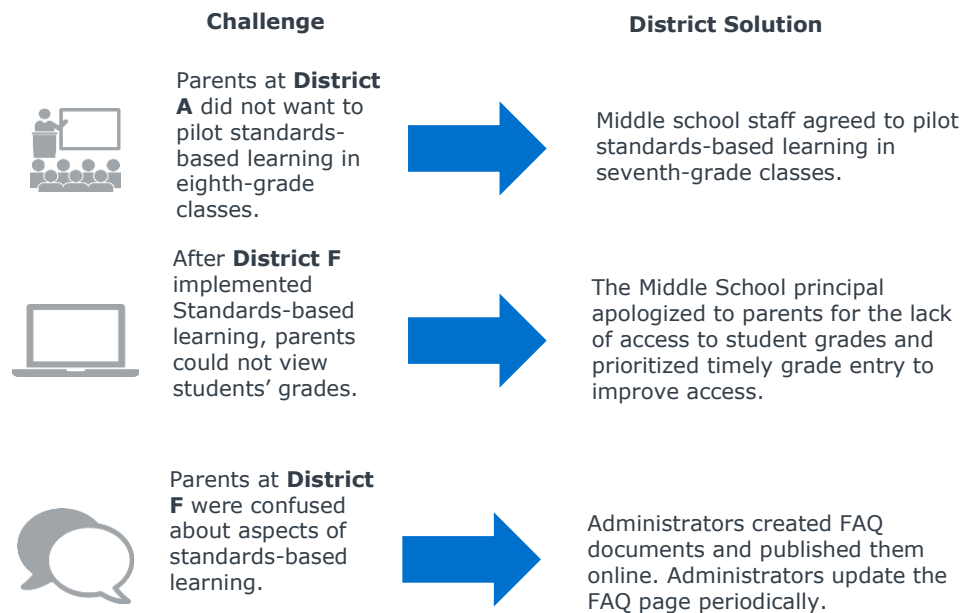 Challenge
District Solution
Parents at District
A did not want to
pilot standards-
based learning in
eighth-grade
classes.
Middle school staff agreed to pilot
standards-based learning in
seventh-grade classes.
After District F
implemented
Standards-based
learning, parents
could not view
students’ grades.
The Middle School principal
apologized to parents for the lack
of access to student grades and
prioritized timely grade entry to
improve access.
Parents at District
F were confused
about aspects of
standards-based
learning.
Administrators created FAQ
documents and published them
online. Administrators update the
FAQ page periodically.